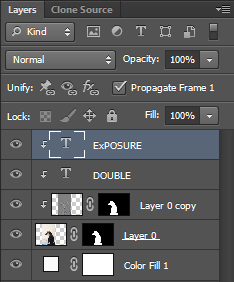 Layers Clone Source
Kind T
Normal Opacity: 100%
Unify: Propagate Frame 1
Lock: Fill: 100%
T ExPOSURE
T DOUBLE
Layer 0 copy
Layer 0
Color Fill 1